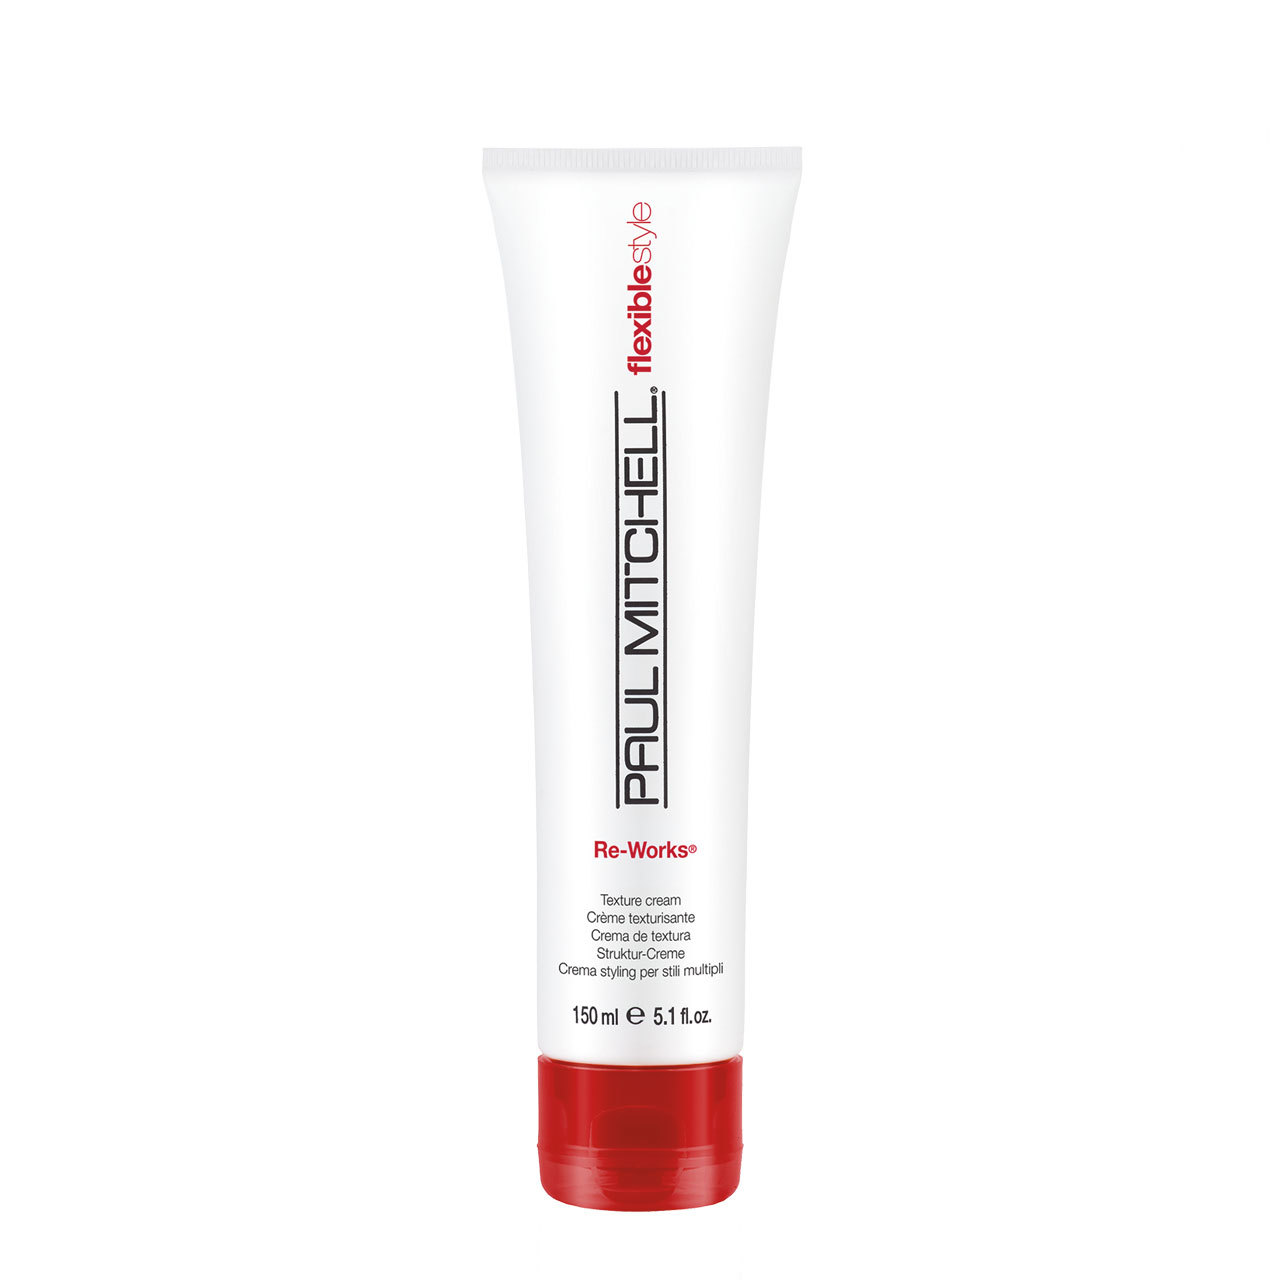 flexiblestyle
PAUL MITCHELL®
Re-Works®
Texture cream
Crème texturisante
Crema de textura
Struktur-Creme
Crema styling per stili multipli
150 ml ℮ 5.1 fl.oz.